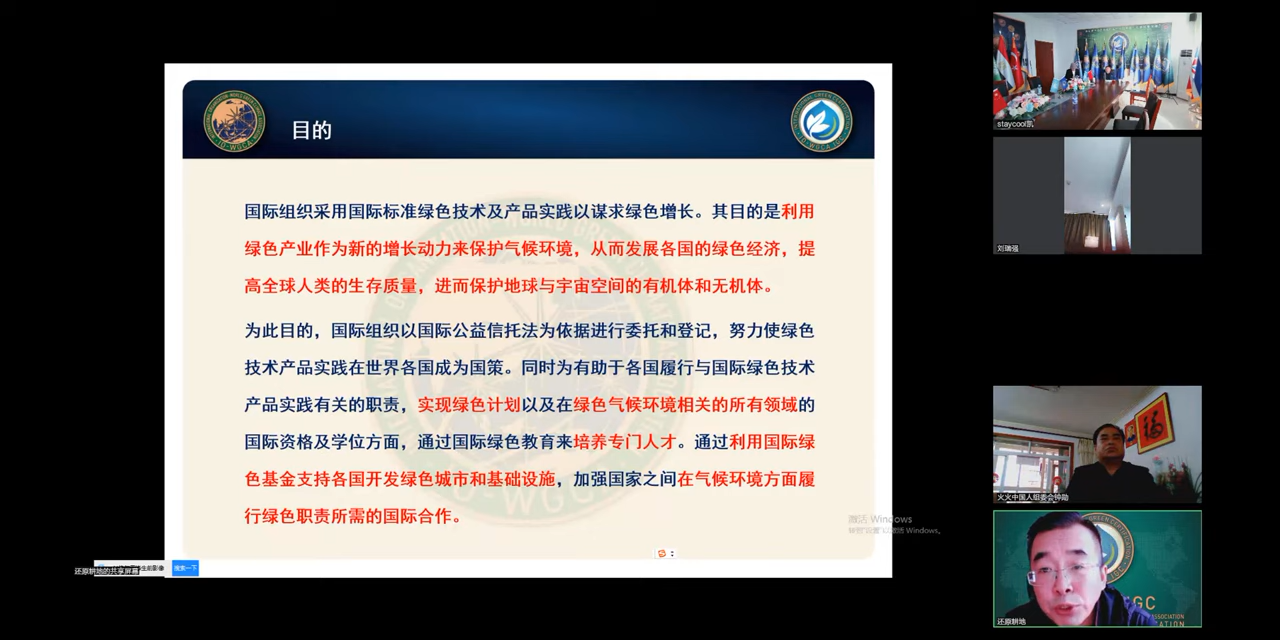 目的
国际组织采用国际标准绿色技术及产品实践以谋求绿色增长。其目的是利用
绿色产业作为新的增长动力来保护气候环境，从而发展各国的绿色经济，提
高全球人类的生存质量，进而保护地球与宇宙空间的有机体和无机体。
为此目的，国际组织以国际公益信托法为依据进行委托和登记，努力使绿色
技术产品实践在世界各国成为国策。同时为有助于各国履行与国际绿色技术
产品实践有关的职责，实现绿色计划以及在绿色气候环境相关的所有领域的
国际资格及学位方面，通过国际绿色教育来培养专门人才。通过利用国际绿
色基金支持各国开发绿色城市和基础设施，加强国家之间在气候环境方面履
行绿色职责所需的国际合作。
激活 Windows
还原耕地的共享屏幕
搜索一下
staycool凯
刘瑞强
火火中国人组委会钟勋
福
还原耕地